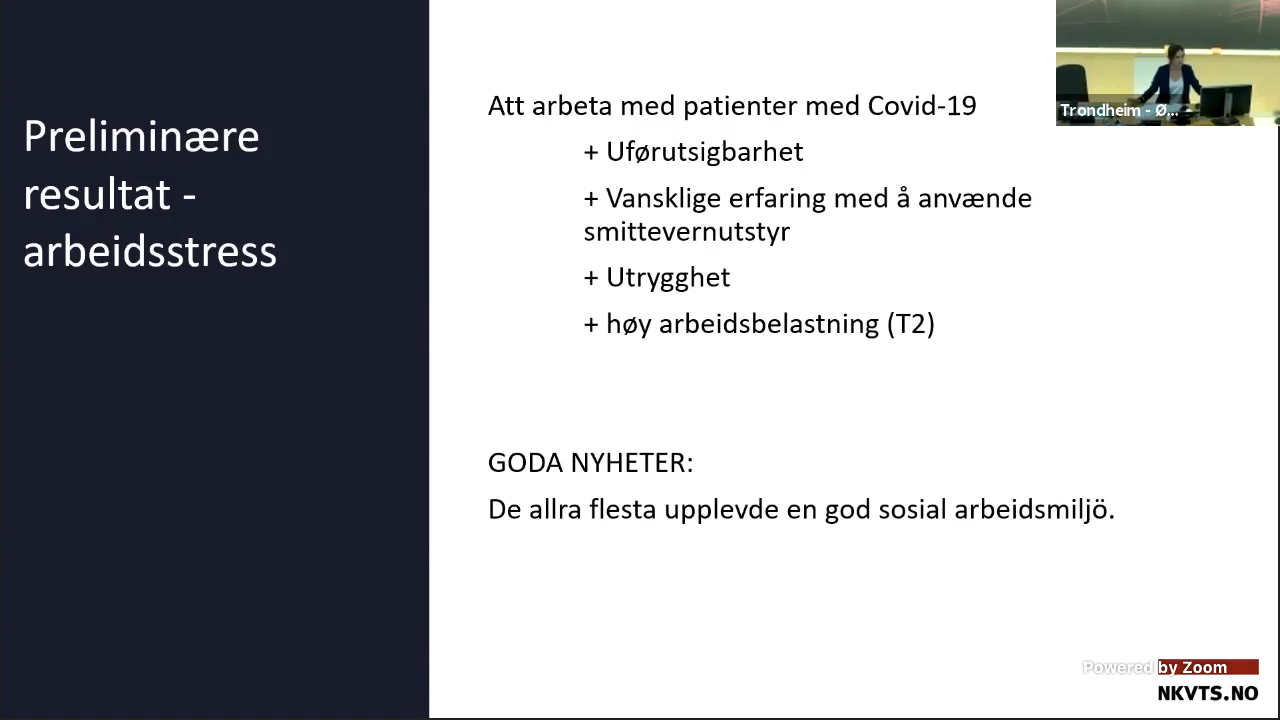 Preliminære
resultat -
arbeidsstress
Att arbeta med patienter med Covid-19
+ Uførutsigbarhet
+ Vansklige erfaring med å anvænde
smittevernutstyr
+ Utrygghet
+ høy arbeidsbelastning (T2)
GODA NYHETER:
De allra flesta upplevde en god sosial arbeidsmiljö.
Trondheim - Ø...
Powered by Zoom
NKVTS.NO